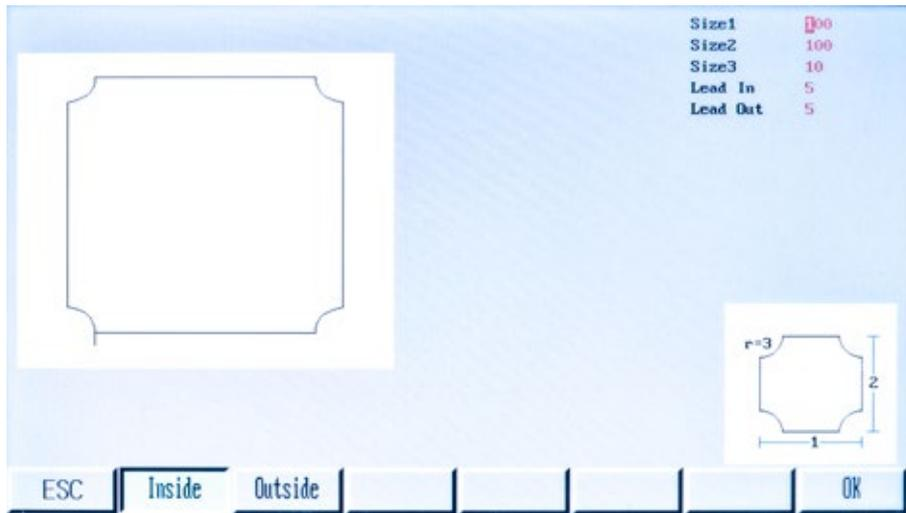 Size1 100
Size2 100
Size3 10
Lead In 5
Lead Out 5
r=3
2
1
ESC Inside Outside OK